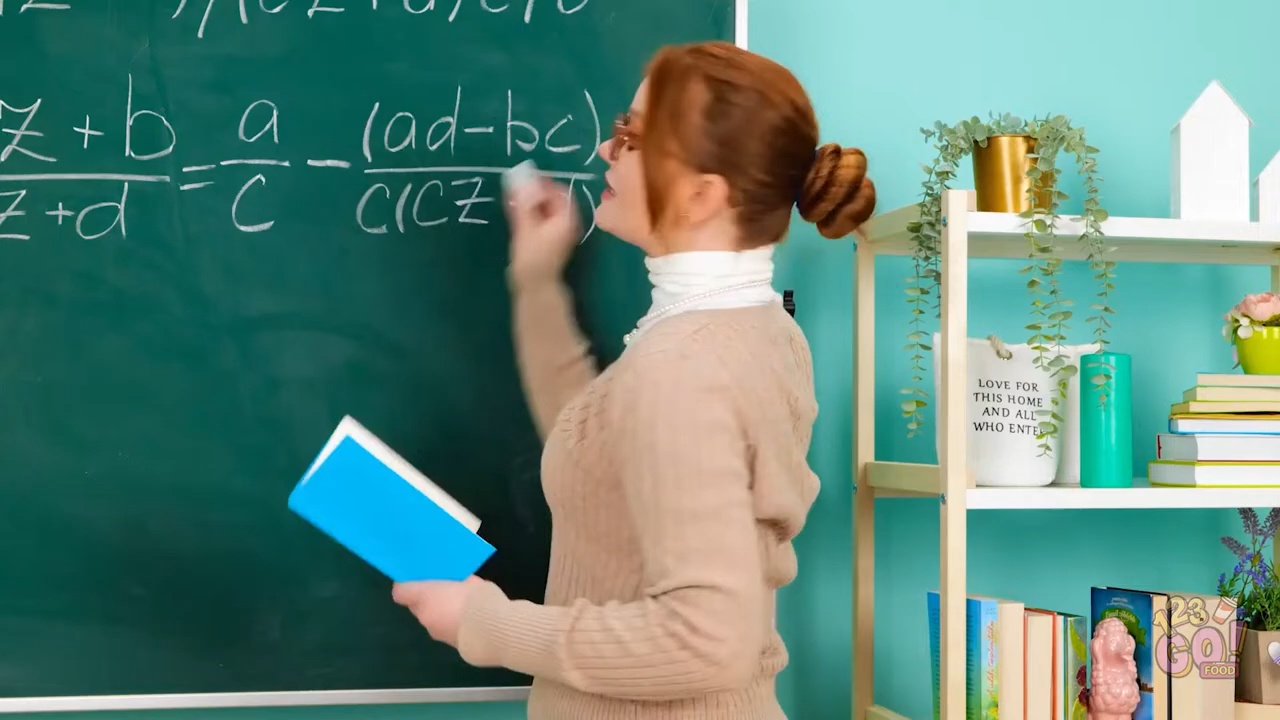 z + b = a - (ad-bc)
z + d c c(cz d)
LOVE FOR
THIS HOME
AND ALL
WHO ENTER
123
GO!
FOOD